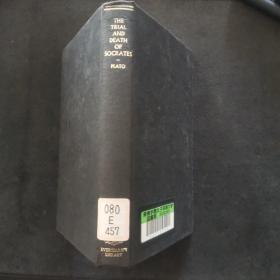 THE
TRIAL
AND
DEATH
OF
SOCRATES
PLATO
080
E
457
EVERYMAN'S
LIBRARY